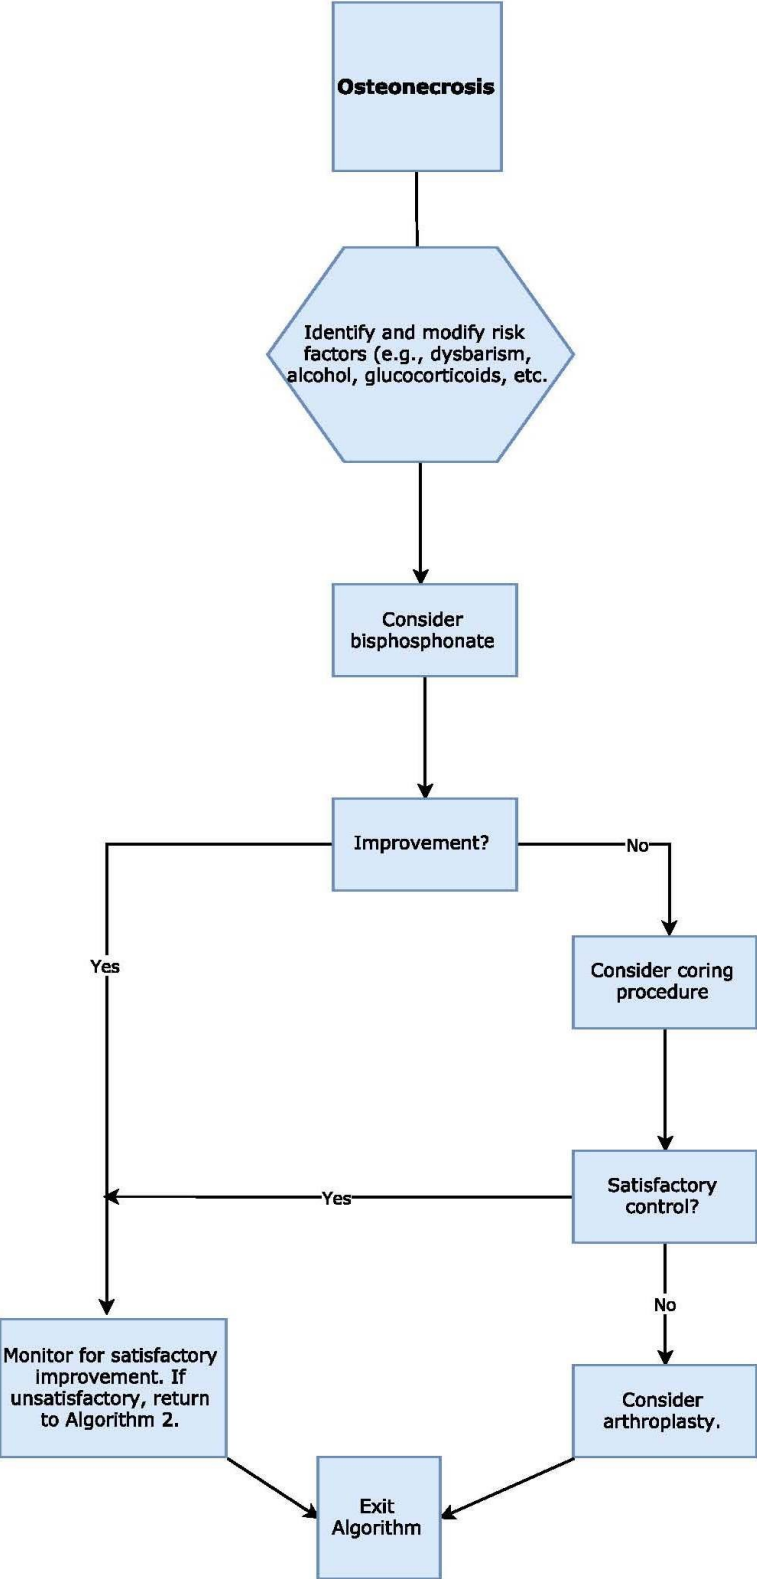 Osteonecrosis
Identify and modify risk
factors (e.g., dysbarism,
alcohol, glucocorticoids, etc.
Consider
bisphosphonate
Improvement?
No
Yes
Consider coring
procedure
Satisfactory
control?
Yes
No
Monitor for satisfactory
improvement. If
unsatisfactory, return
to Algorithm 2.
Consider
arthroplasty.
Exit
Algorithm